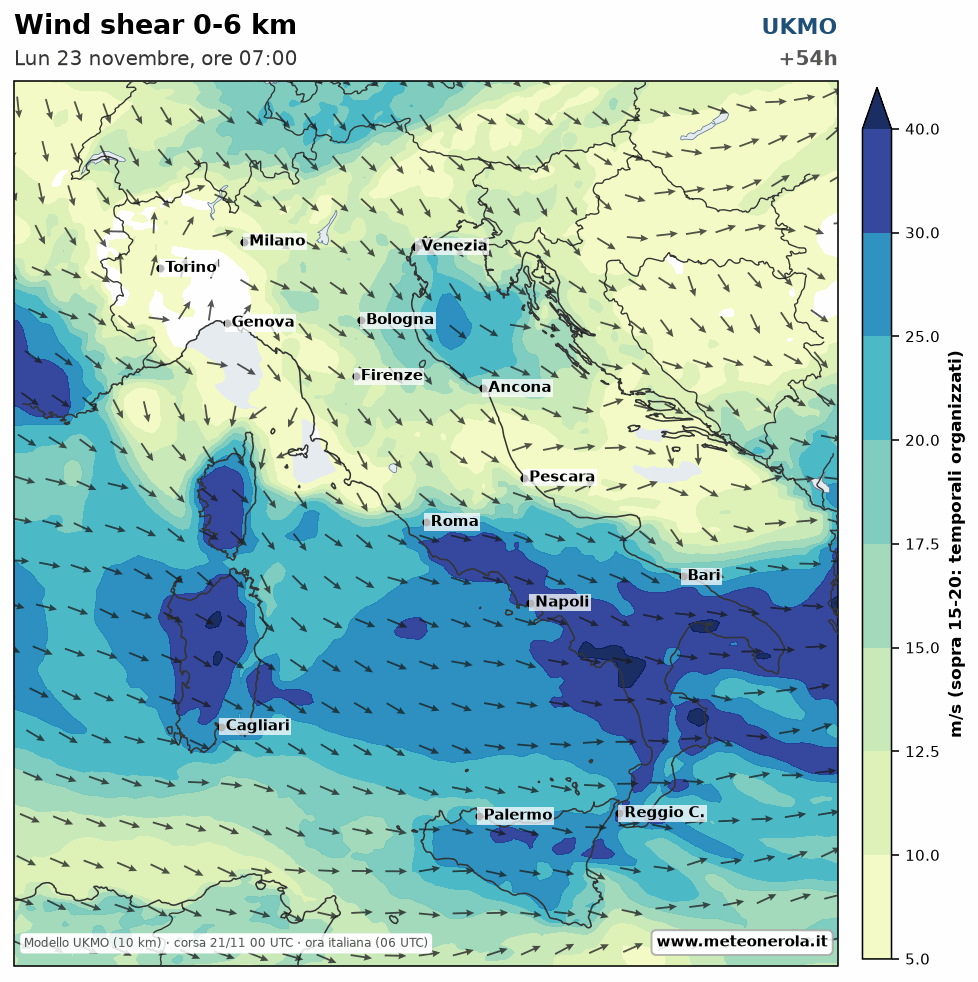 Wind shear 0-6 km
UKMO
Lun 23 novembre, ore 07:00
+54h
Milano
Venezia
Torino
Genova
Bologna
Firenze
Ancona
Pescara
Roma
Bari
Napoli
Cagliari
Palermo
Reggio C.
40.0
30.0
25.0
20.0
17.5
15.0
12.5
10.0
5.0
m/s (sopra 15-20: temporali organizzati)
Modello UKMO (10 km) · corsa 21/11 00 UTC · ora italiana (06 UTC)
www.meteonerola.it